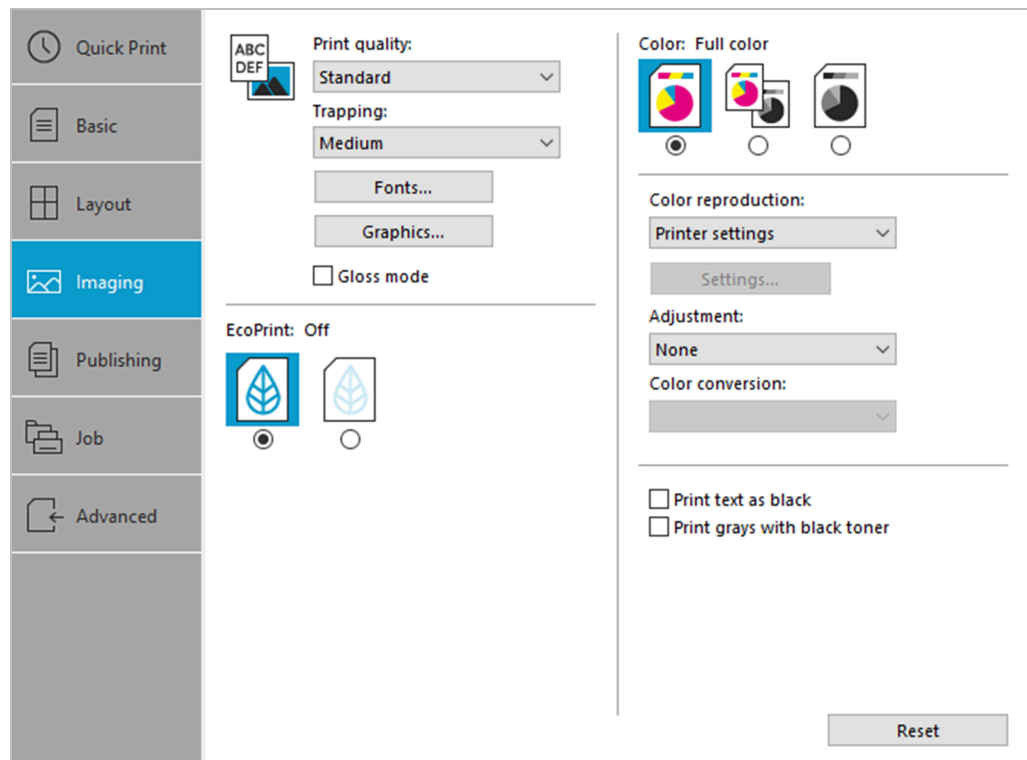 Quick Print
Basic
Layout
Imaging
Publishing
Job
Advanced
ABC
DEF
Print quality:
Standard
Trapping:
Medium
Fonts...
Graphics...
Gloss mode
EcoPrint: Off
Color: Full color
Color reproduction:
Printer settings
Settings...
Adjustment:
None
Color conversion:
Print text as black
Print grays with black toner
Reset